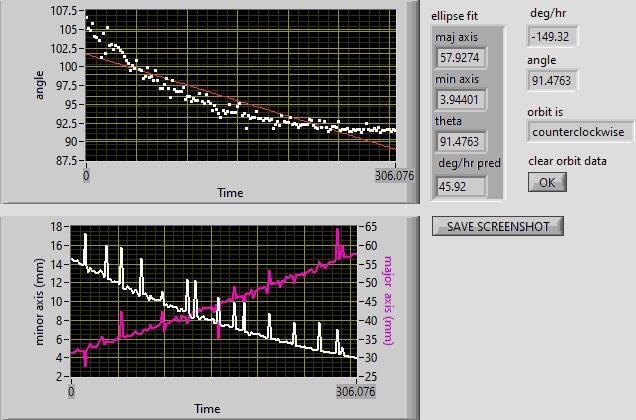 107.5
105
102.5
100
97.5
95
92.5
90
87.5
angle
0
306.076
Time
ellipse fit
maj axis
57.9274
min axis
3.94401
theta
91.4763
deg/hr pred
45.92
deg/hr
-149.32
angle
91.4763
orbit is
counterclockwise
clear orbit data
OK
SAVE SCREENSHOT
18
16
14
12
10
8
6
4
2
minor axis (mm)
65
60
55
50
45
40
35
30
25
major axis (mm)
0
306.076
Time